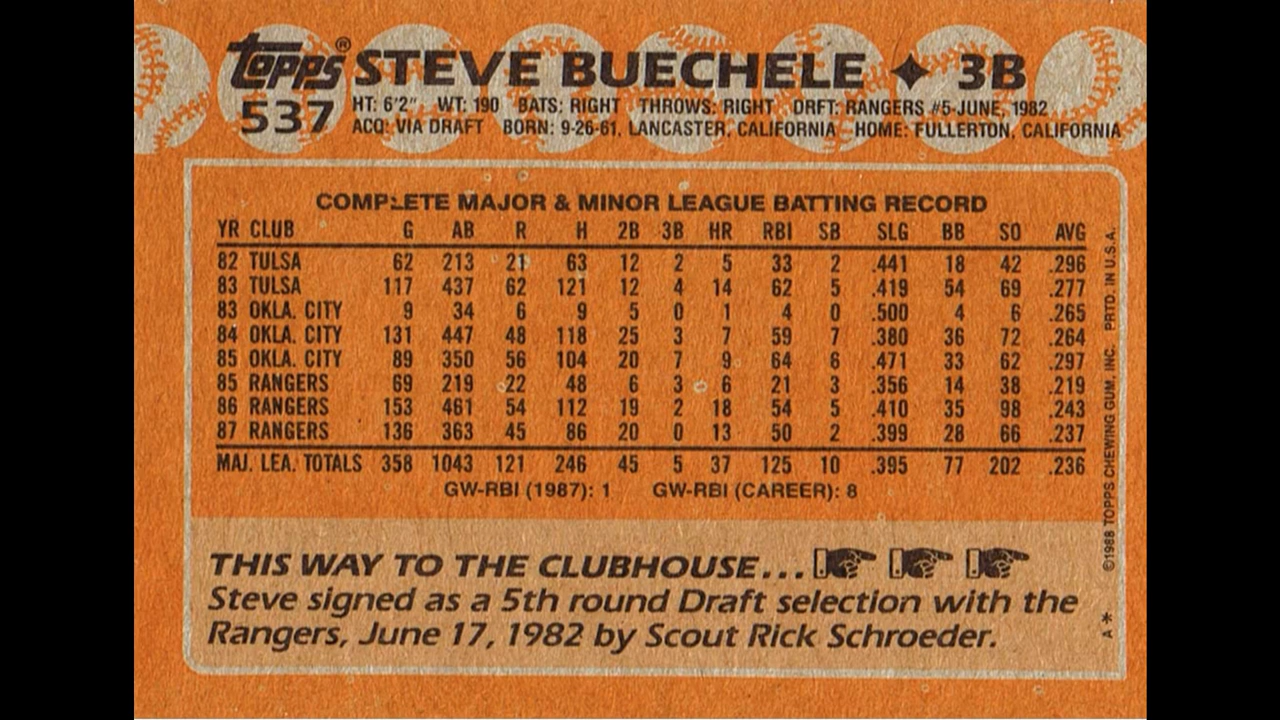 topps® STEVE BUECHELE ✦ 3B
537 HT: 6'2" WT: 190 BATS: RIGHT THROWS: RIGHT DRFT: RANGERS #5-JUNE, 1982
ACQ: VIA DRAFT BORN: 9-26-61, LANCASTER, CALIFORNIA HOME: FULLERTON, CALIFORNIA
COMPLETE MAJOR & MINOR LEAGUE BATTING RECORD
YR CLUB G AB R H 2B 3B HR RBI SB SLG BB SO AVG
82 TULSA 62 213 21 63 12 2 5 33 2 .441 18 42 .296
83 TULSA 117 437 62 121 12 4 14 62 5 .419 54 69 .277
83 OKLA. CITY 9 34 6 9 5 0 1 4 0 .500 4 6 .265
84 OKLA. CITY 131 447 48 118 25 3 7 59 7 .380 36 72 .264
85 OKLA. CITY 89 350 56 104 20 7 9 64 6 .471 33 62 .297
85 RANGERS 69 219 22 48 6 3 6 21 3 .356 14 38 .219
86 RANGERS 153 461 54 112 19 2 18 54 5 .410 35 98 .243
87 RANGERS 136 363 45 86 20 0 13 50 2 .399 28 66 .237
MAJ. LEA. TOTALS 358 1043 121 246 45 5 37 125 10 .395 77 202 .236
GW-RBI (1987): 1 GW-RBI (CAREER): 8
THIS WAY TO THE CLUBHOUSE...
Steve signed as a 5th round Draft selection with the
Rangers, June 17, 1982 by Scout Rick Schroeder.
©1988 TOPPS CHEWING GUM, INC. PRTD. IN U.S.A.
A *